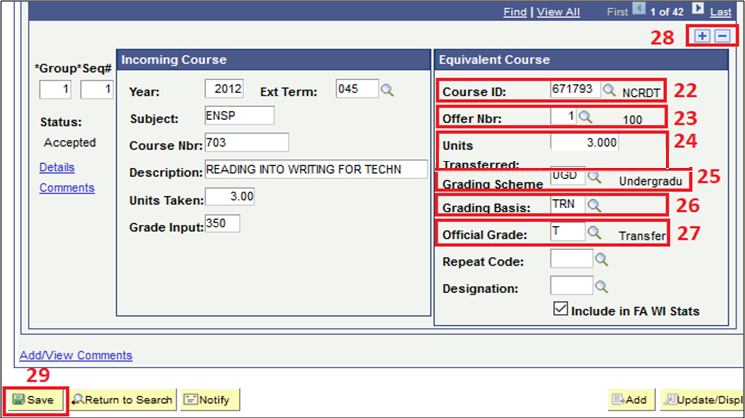 Find | View All First 1 of 42 Last
28
Incoming Course
Equivalent Course
*Group *Seq#
1 1
Status:
Accepted
Details
Comments
Year: 2012 Ext Term: 045
Subject: ENSP
Course Nbr: 703
Description: READING INTO WRITING FOR TECHN
Units Taken: 3.00
Grade Input: 350
Course ID: 671793 NCRDT 22
Offer Nbr: 1 100 23
Units Transferred: 3.000 24
Grading Scheme UGD Undergradu 25
Grading Basis: TRN 26
Official Grade: T Transfer 27
Repeat Code:
Designation:
Include in FA WI Stats
Add/View Comments
29
Save Return to Search Notify Add Update/Displ